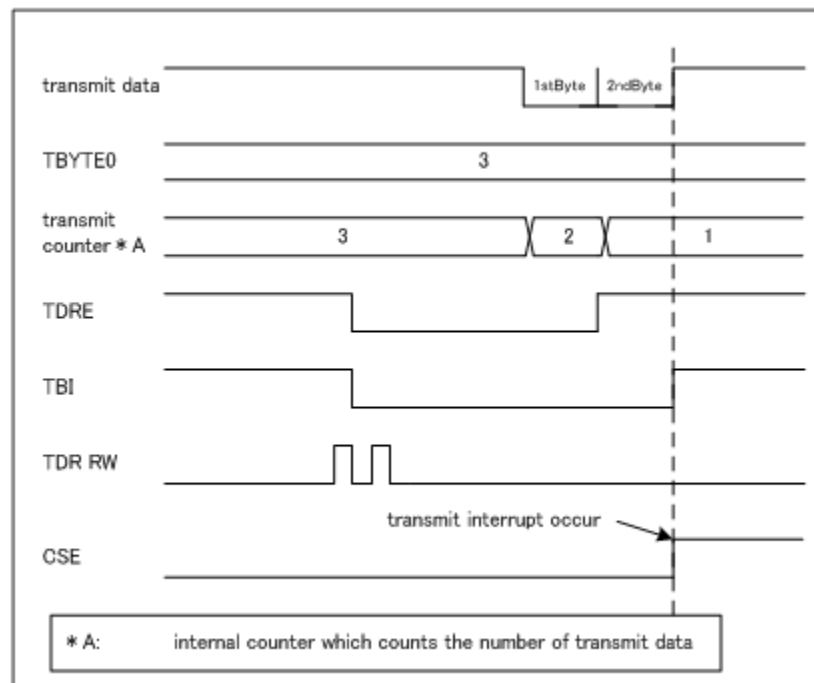 transmit data
1stByte 2ndByte
TBYTE0
3
transmit
counter * A
3 2 1
TDRE
TBI
TDR RW
transmit interrupt occur
CSE
* A: internal counter which counts the number of transmit data